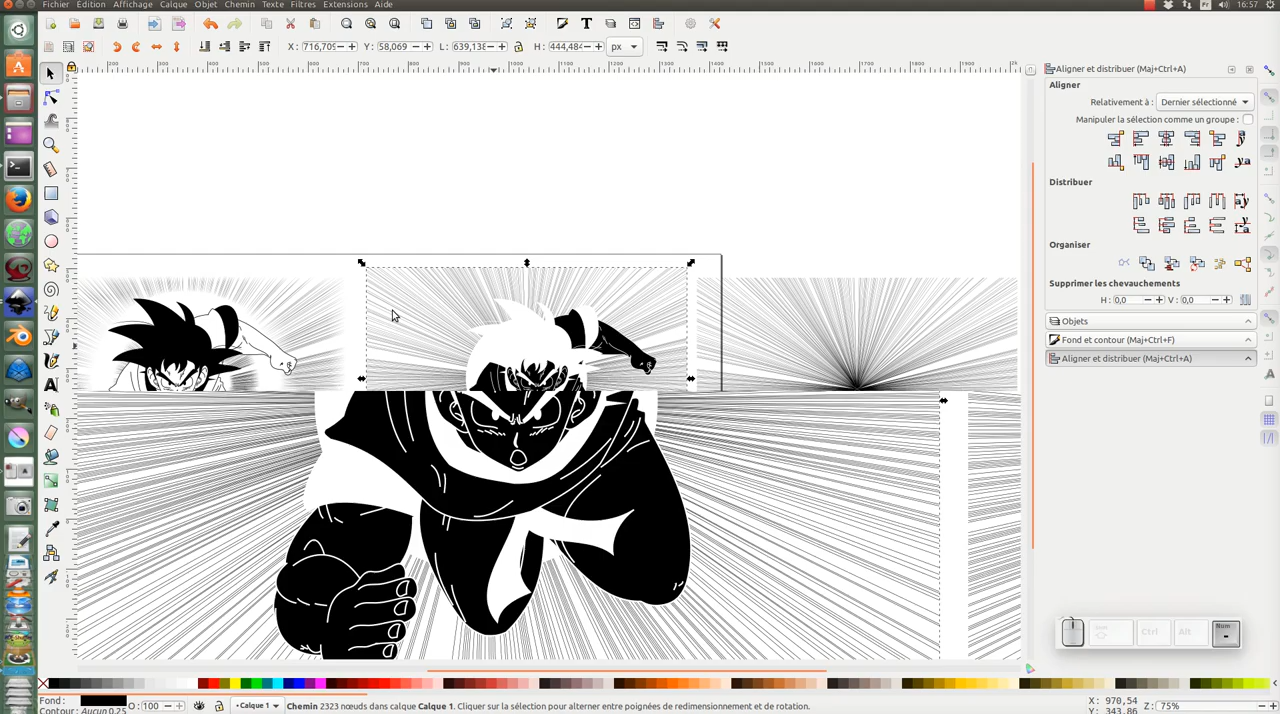 Fichier Édition Affichage Calque Objet Chemin Texte Filtres Extensions Aide
Fr 16:57
X: 716,709 Y: 58,069 L: 639,138 H: 444,484 px
Aligner et distribuer (Maj+Ctrl+A)
Aligner
Relativement à : Dernier sélectionné
Manipuler la sélection comme un groupe :
Distribuer
Organiser
Supprimer les chevauchements
H : 0,0 V : 0,0
Objets
Fond et contour (Maj+Ctrl+F)
Aligner et distribuer (Maj+Ctrl+A)
Ctrl Alt Num
-
Fond :
Contour : Aucun 0,25
O : 100
Calque 1
Chemin 2323 nœuds dans calque Calque 1. Cliquer sur la sélection pour alterner entre poignées de redimensionnement et de rotation.
X : 970,54
Y : 343,86
Z : 75%